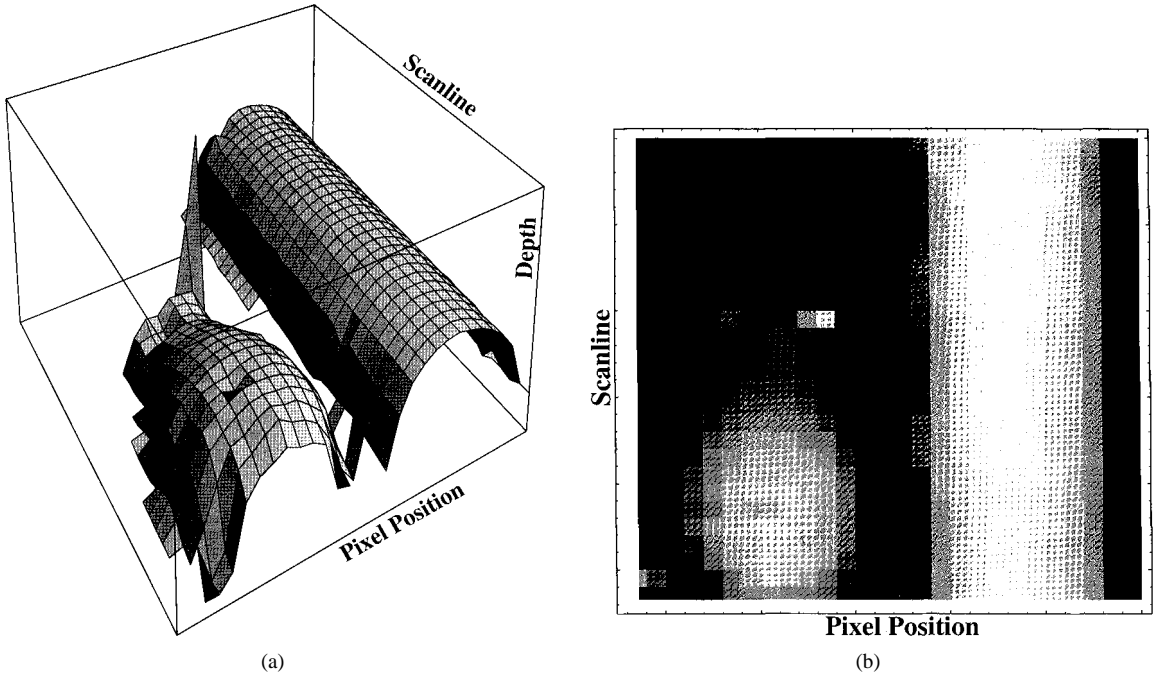 Scanline
Depth
Pixel Position
(a)
Scanline
Pixel Position
(b)